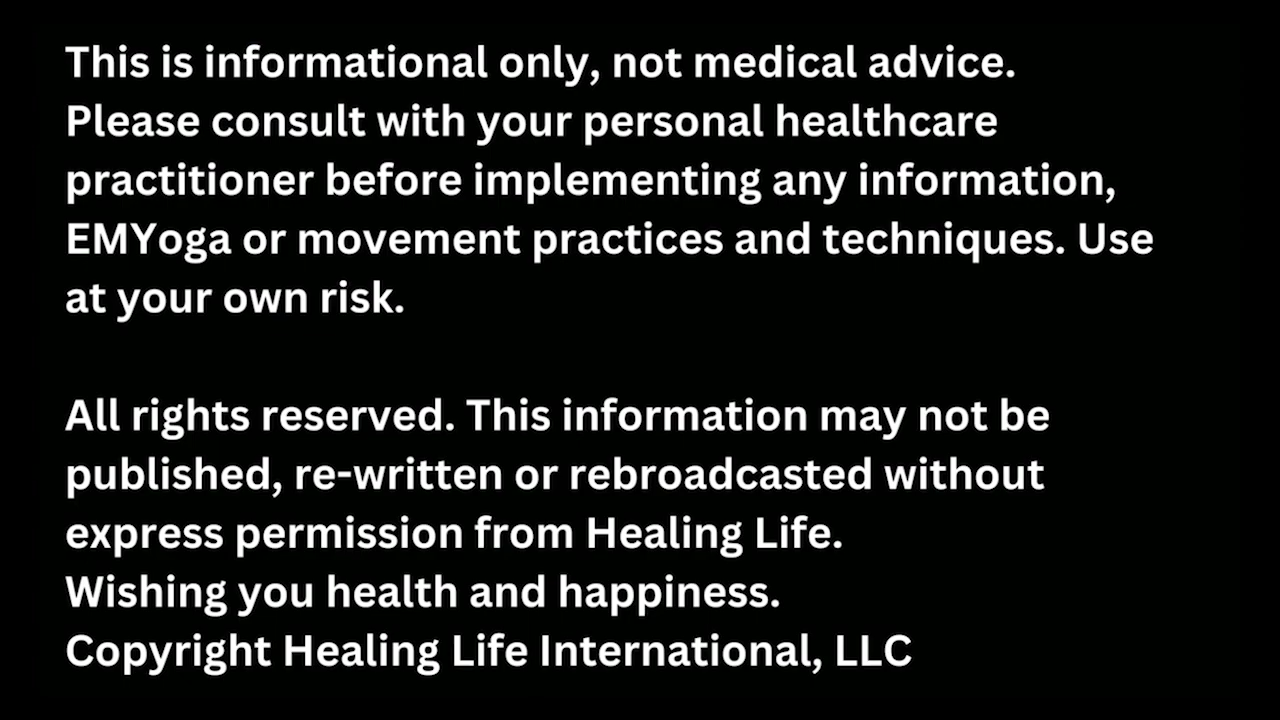 This is informational only, not medical advice.
Please consult with your personal healthcare
practitioner before implementing any information,
EMYoga or movement practices and techniques. Use
at your own risk.
All rights reserved. This information may not be
published, re-written or rebroadcasted without
express permission from Healing Life.
Wishing you health and happiness.
Copyright Healing Life International, LLC